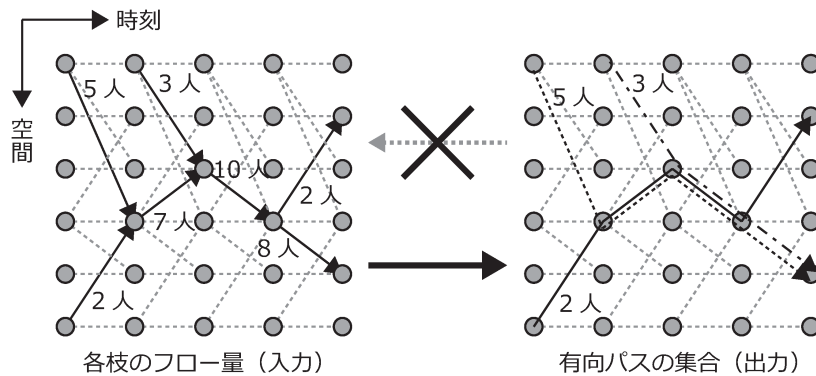 時刻
空間
5 人
3 人
10 人
7 人
2 人
8 人
2 人
各枝のフロー量（入力）
5 人
3 人
2 人
有向パスの集合（出力）